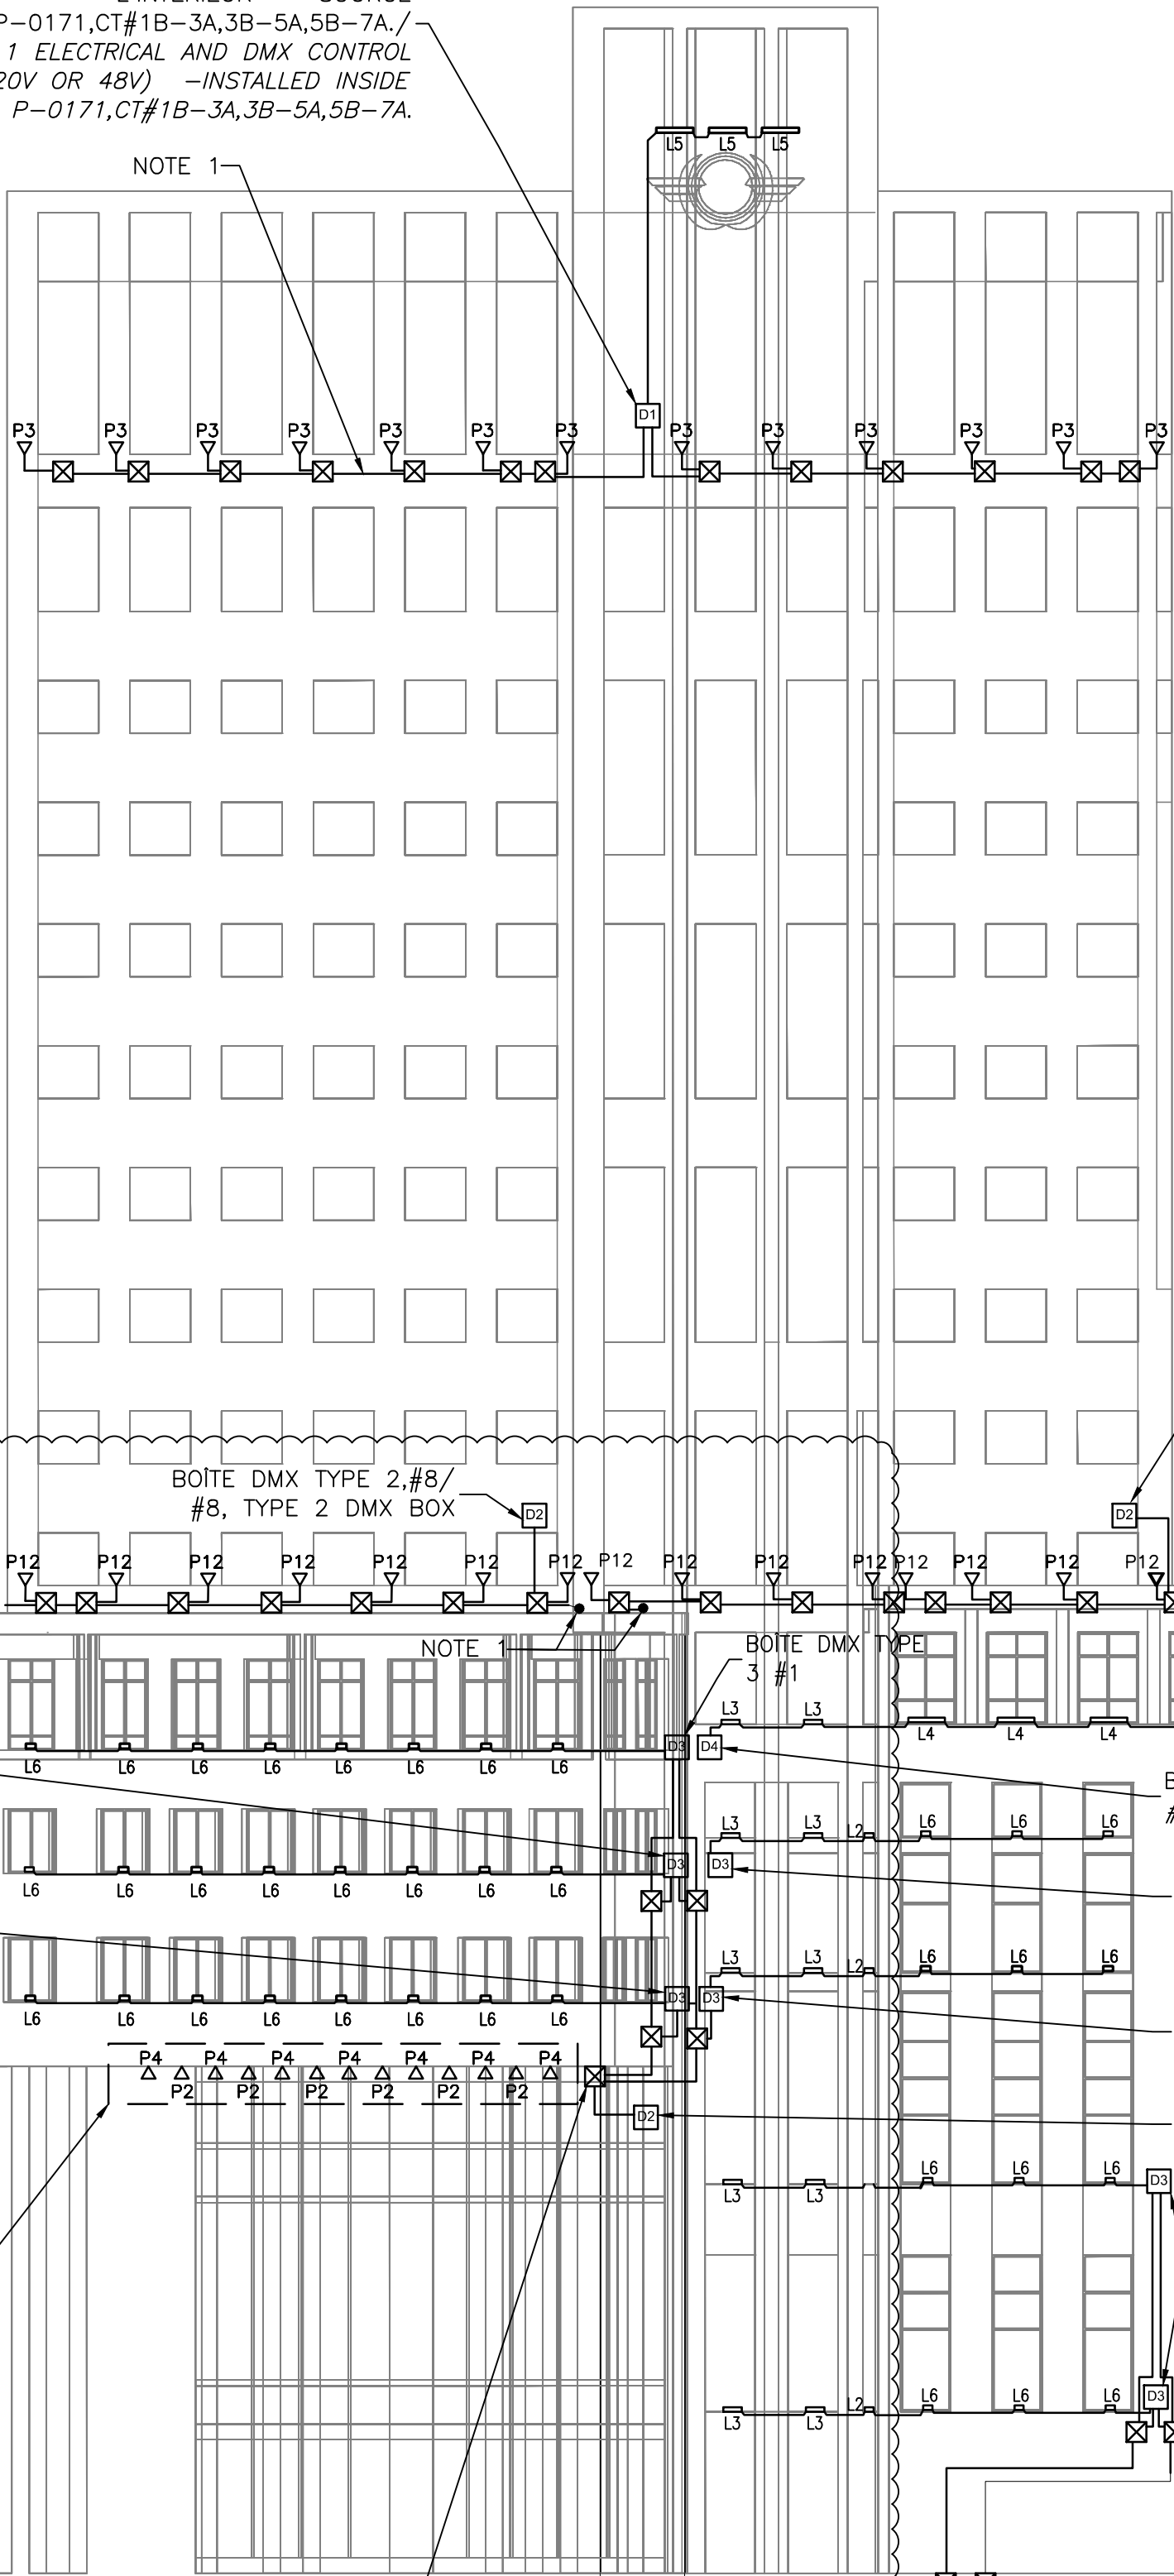 P-0171,CT#1B-3A,3B-5A,5B-7A./
1 ELECTRICAL AND DMX CONTROL
OR 48V) -INSTALLED INSIDE
P-0171,CT#1B-3A,3B-5A,5B-7A.
NOTE 1
L5 L5 L5
D1
P3 P3 P3 P3 P3 P3 P3 P3 P3 P3 P3 P3 P3
BOÎTE DMX TYPE 2,#8/
#8, TYPE 2 DMX BOX
D2 D2
P12 P12 P12 P12 P12 P12 P12 P12 P12 P12 P12 P12 P12 P12 P12
NOTE 1
BOÎTE DMX TYPE
3 #1
L3 L3
L4 L4 L4
D3 D4
L6 L6 L6 L6 L6 L6 L6 L6
L3 L3 L2 L6 L6 L6
D3 D3
L6 L6 L6 L6 L6 L6 L6 L6
L3 L3 L2 L6 L6 L6
D3 D3
L6 L6 L6 L6 L6 L6 L6 L6
P4 P4 P4 P4 P4 P4 P4
P2 P2 P2 P2 P2 P2
D2
L6 L6 L6 D3
L3 L3
L2 L6 L6 L6 D3
L3 L3